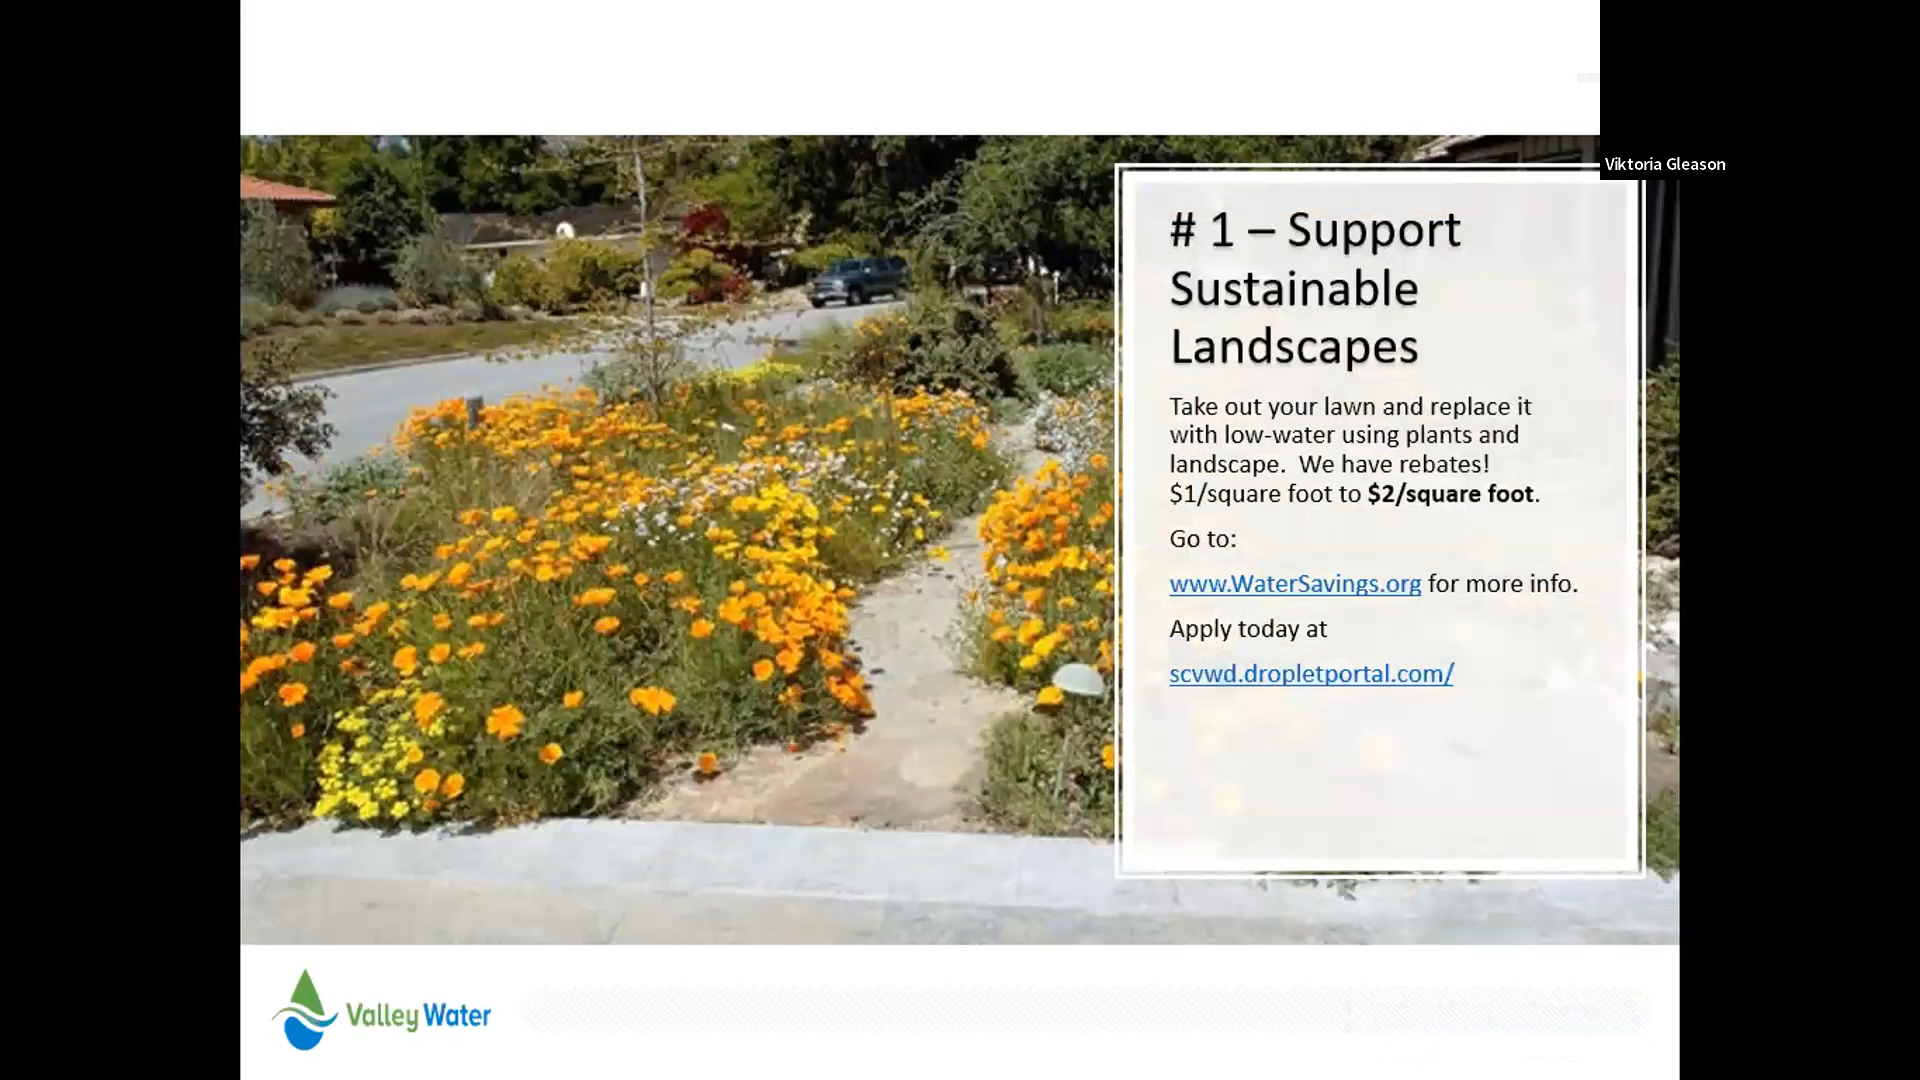 Viktoria Gleason
# 1 – Support
Sustainable
Landscapes
Take out your lawn and replace it
with low-water using plants and
landscape.  We have rebates!
$1/square foot to $2/square foot.
Go to:
www.WaterSavings.org for more info.
Apply today at
scvwd.dropletportal.com/
Valley Water